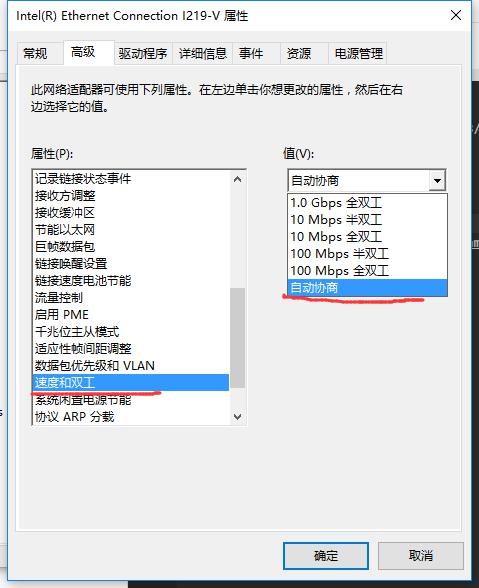 Intel(R) Ethernet Connection I219-V 属性
常规 高级 驱动程序 详细信息 事件 资源 电源管理
此网络适配器可使用下列属性。在左边单击你想更改的属性，然后在右
边选择它的值。
属性(P): 值(V):
记录链接状态事件
接收方调整
接收缓冲区
节能以太网
巨帧数据包
链接唤醒设置
链接速度电池节能
流量控制
启用 PME
千兆位主从模式
适应性帧间距调整
数据包优先级和 VLAN
速度和双工
系统闲置电源节能
协议 ARP 分载
自动协商
1.0 Gbps 全双工
10 Mbps 半双工
10 Mbps 全双工
100 Mbps 半双工
100 Mbps 全双工
自动协商
确定 取消